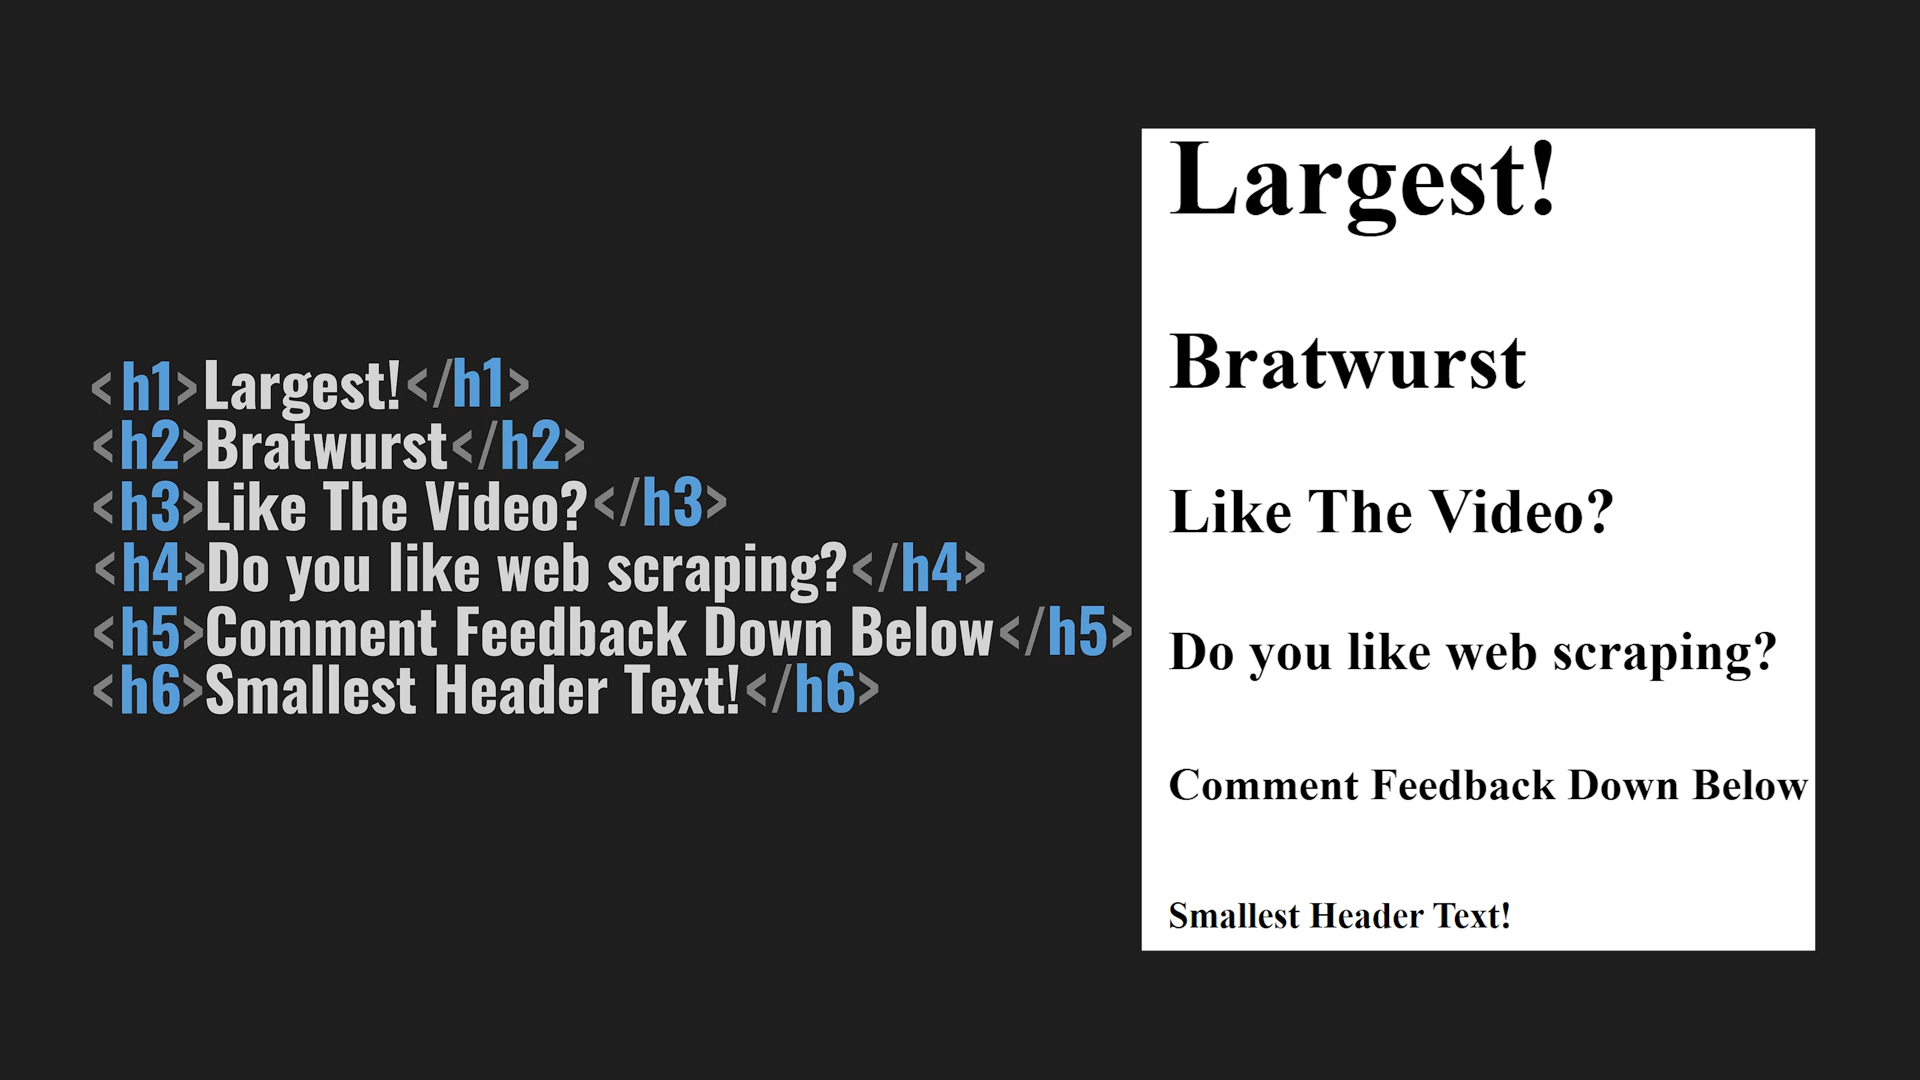 <h1>Largest!</h1>
<h2>Bratwurst</h2>
<h3>Like The Video?</h3>
<h4>Do you like web scraping?</h4>
<h5>Comment Feedback Down Below</h5>
<h6>Smallest Header Text!</h6>
Largest!
Bratwurst
Like The Video?
Do you like web scraping?
Comment Feedback Down Below
Smallest Header Text!